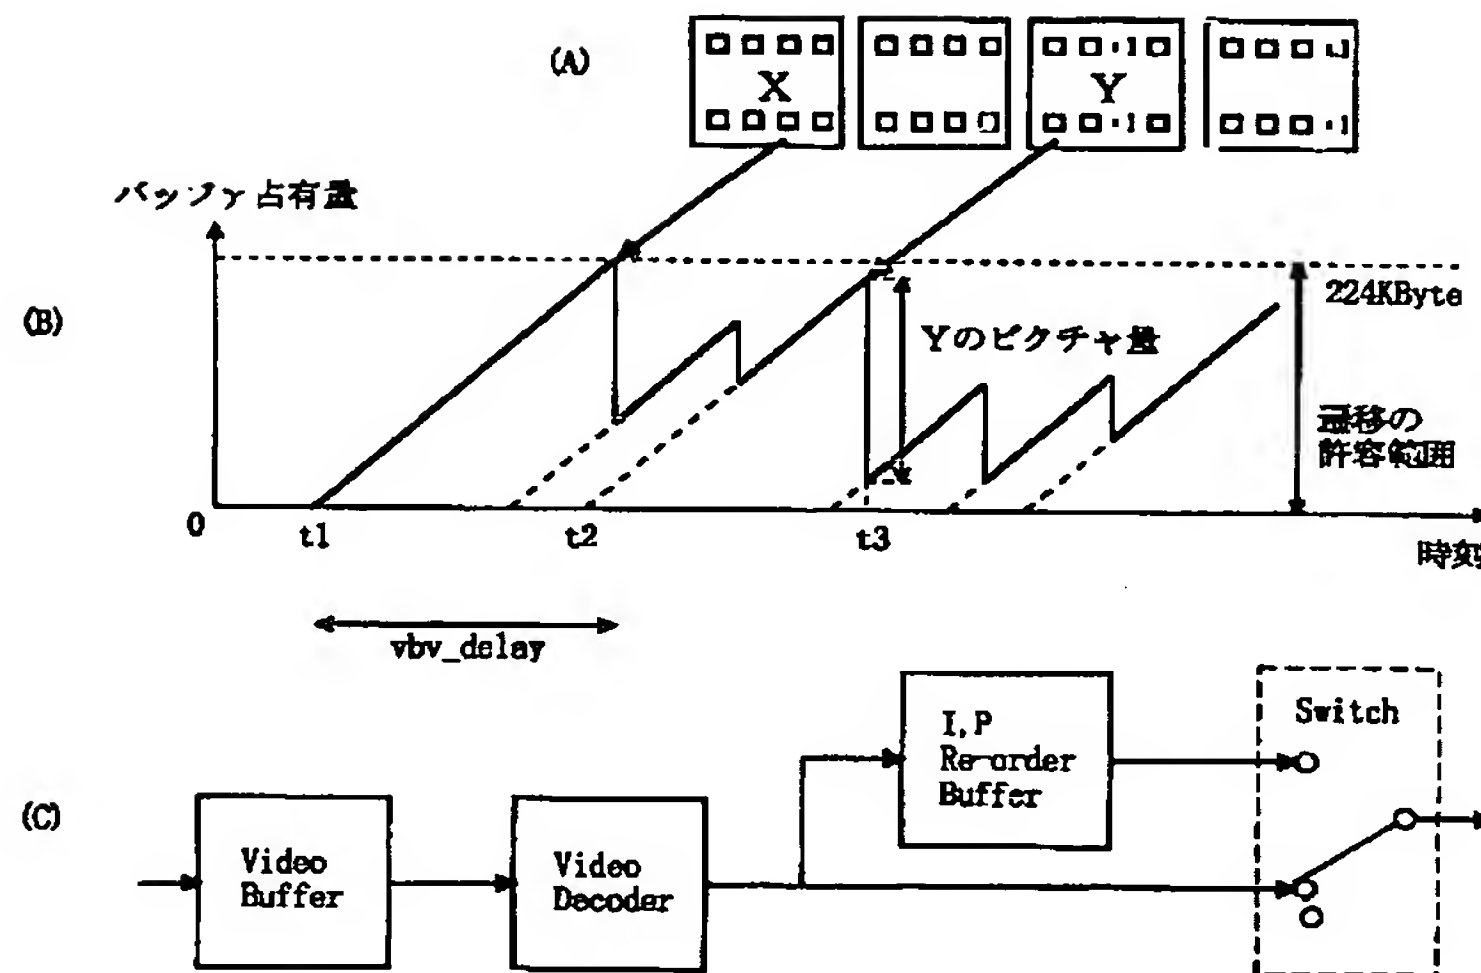 (A)
X
Y
バッファ占有量
(B)
224KByte
Yのピクチャ量
遷移の
許容範囲
0
t1
t2
t3
時刻
vbv_delay
(C)
Video
Buffer
Video
Decoder
I,P
Re-order
Buffer
Switch